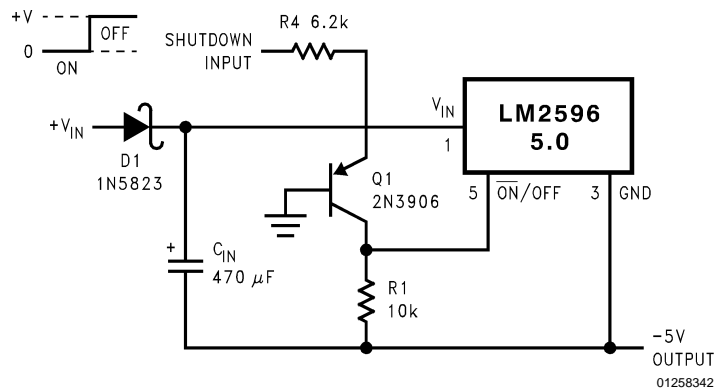 +V
OFF
0
ON
SHUTDOWN
INPUT
R4 6.2k
+VIN
D1
1N5823
VIN
1
LM2596
5.0
Q1
2N3906
5
ON/OFF
3
GND
+
CIN
470 μF
R1
10k
-5V
OUTPUT
01258342